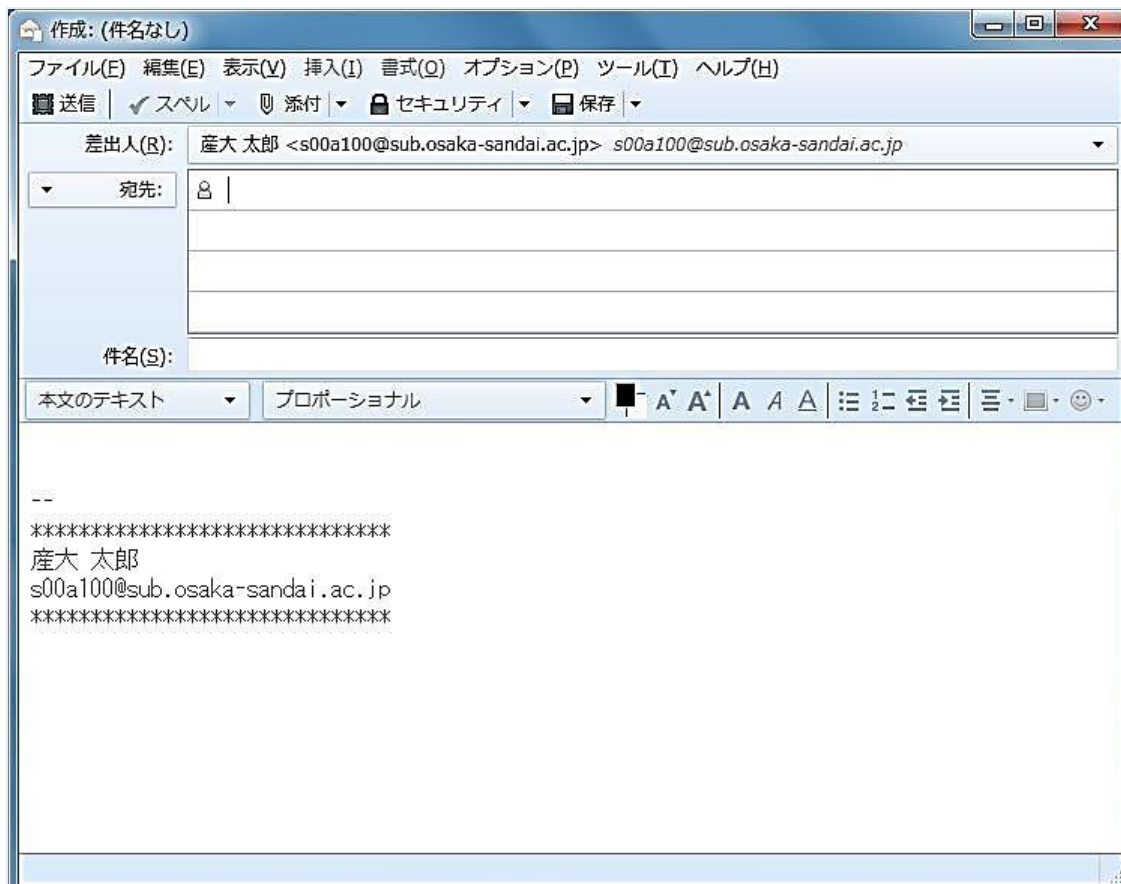 作成: (件名なし)
ファイル(F) 編集(E) 表示(V) 挿入(I) 書式(O) オプション(P) ツール(T) ヘルプ(H)
送信 スペル 添付 セキュリティ 保存
差出人(R): 産大 太郎 <s00a100@sub.osaka-sandai.ac.jp> s00a100@sub.osaka-sandai.ac.jp
宛先:
件名(S):
本文のテキスト プロポーショナル
--
******************************
産大 太郎
s00a100@sub.osaka-sandai.ac.jp
******************************